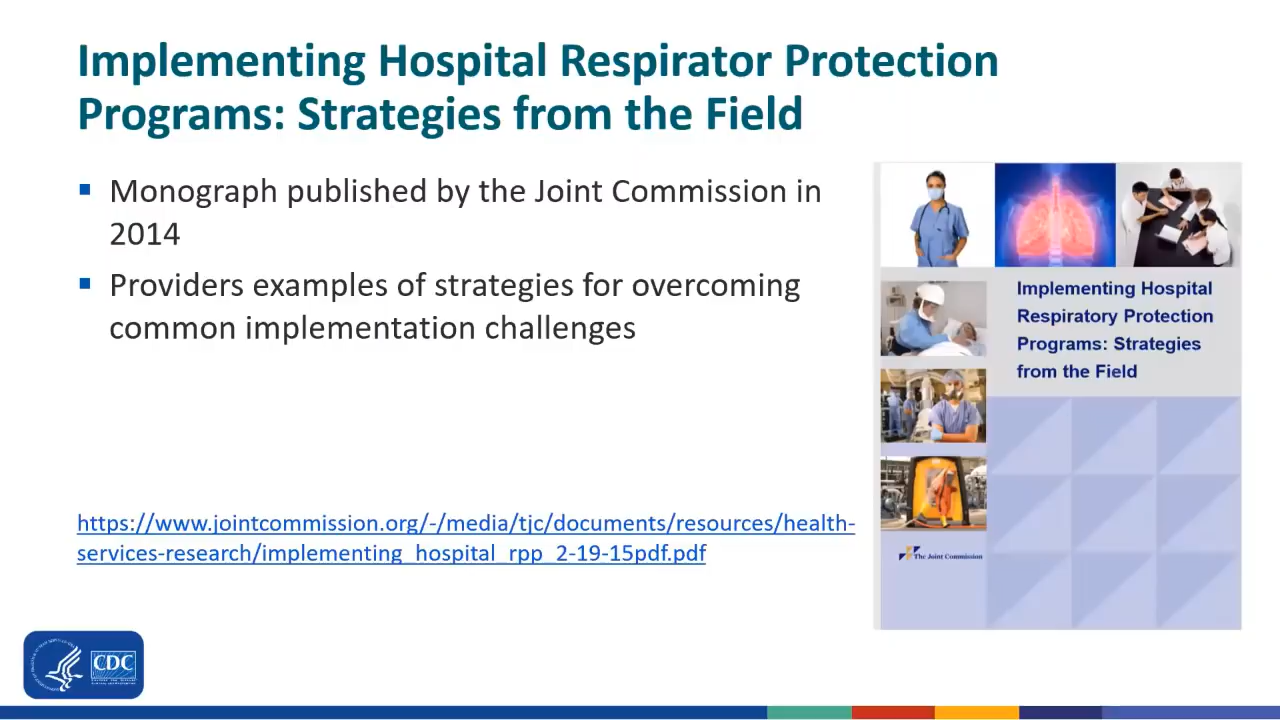 Implementing Hospital Respirator Protection
Programs: Strategies from the Field
Monograph published by the Joint Commission in
2014
Providers examples of strategies for overcoming
common implementation challenges
https://www.jointcommission.org/-/media/tjc/documents/resources/health-
services-research/implementing_hospital_rpp_2-19-15pdf.pdf
Implementing Hospital
Respiratory Protection
Programs: Strategies
from the Field
The Joint Commission
CDC